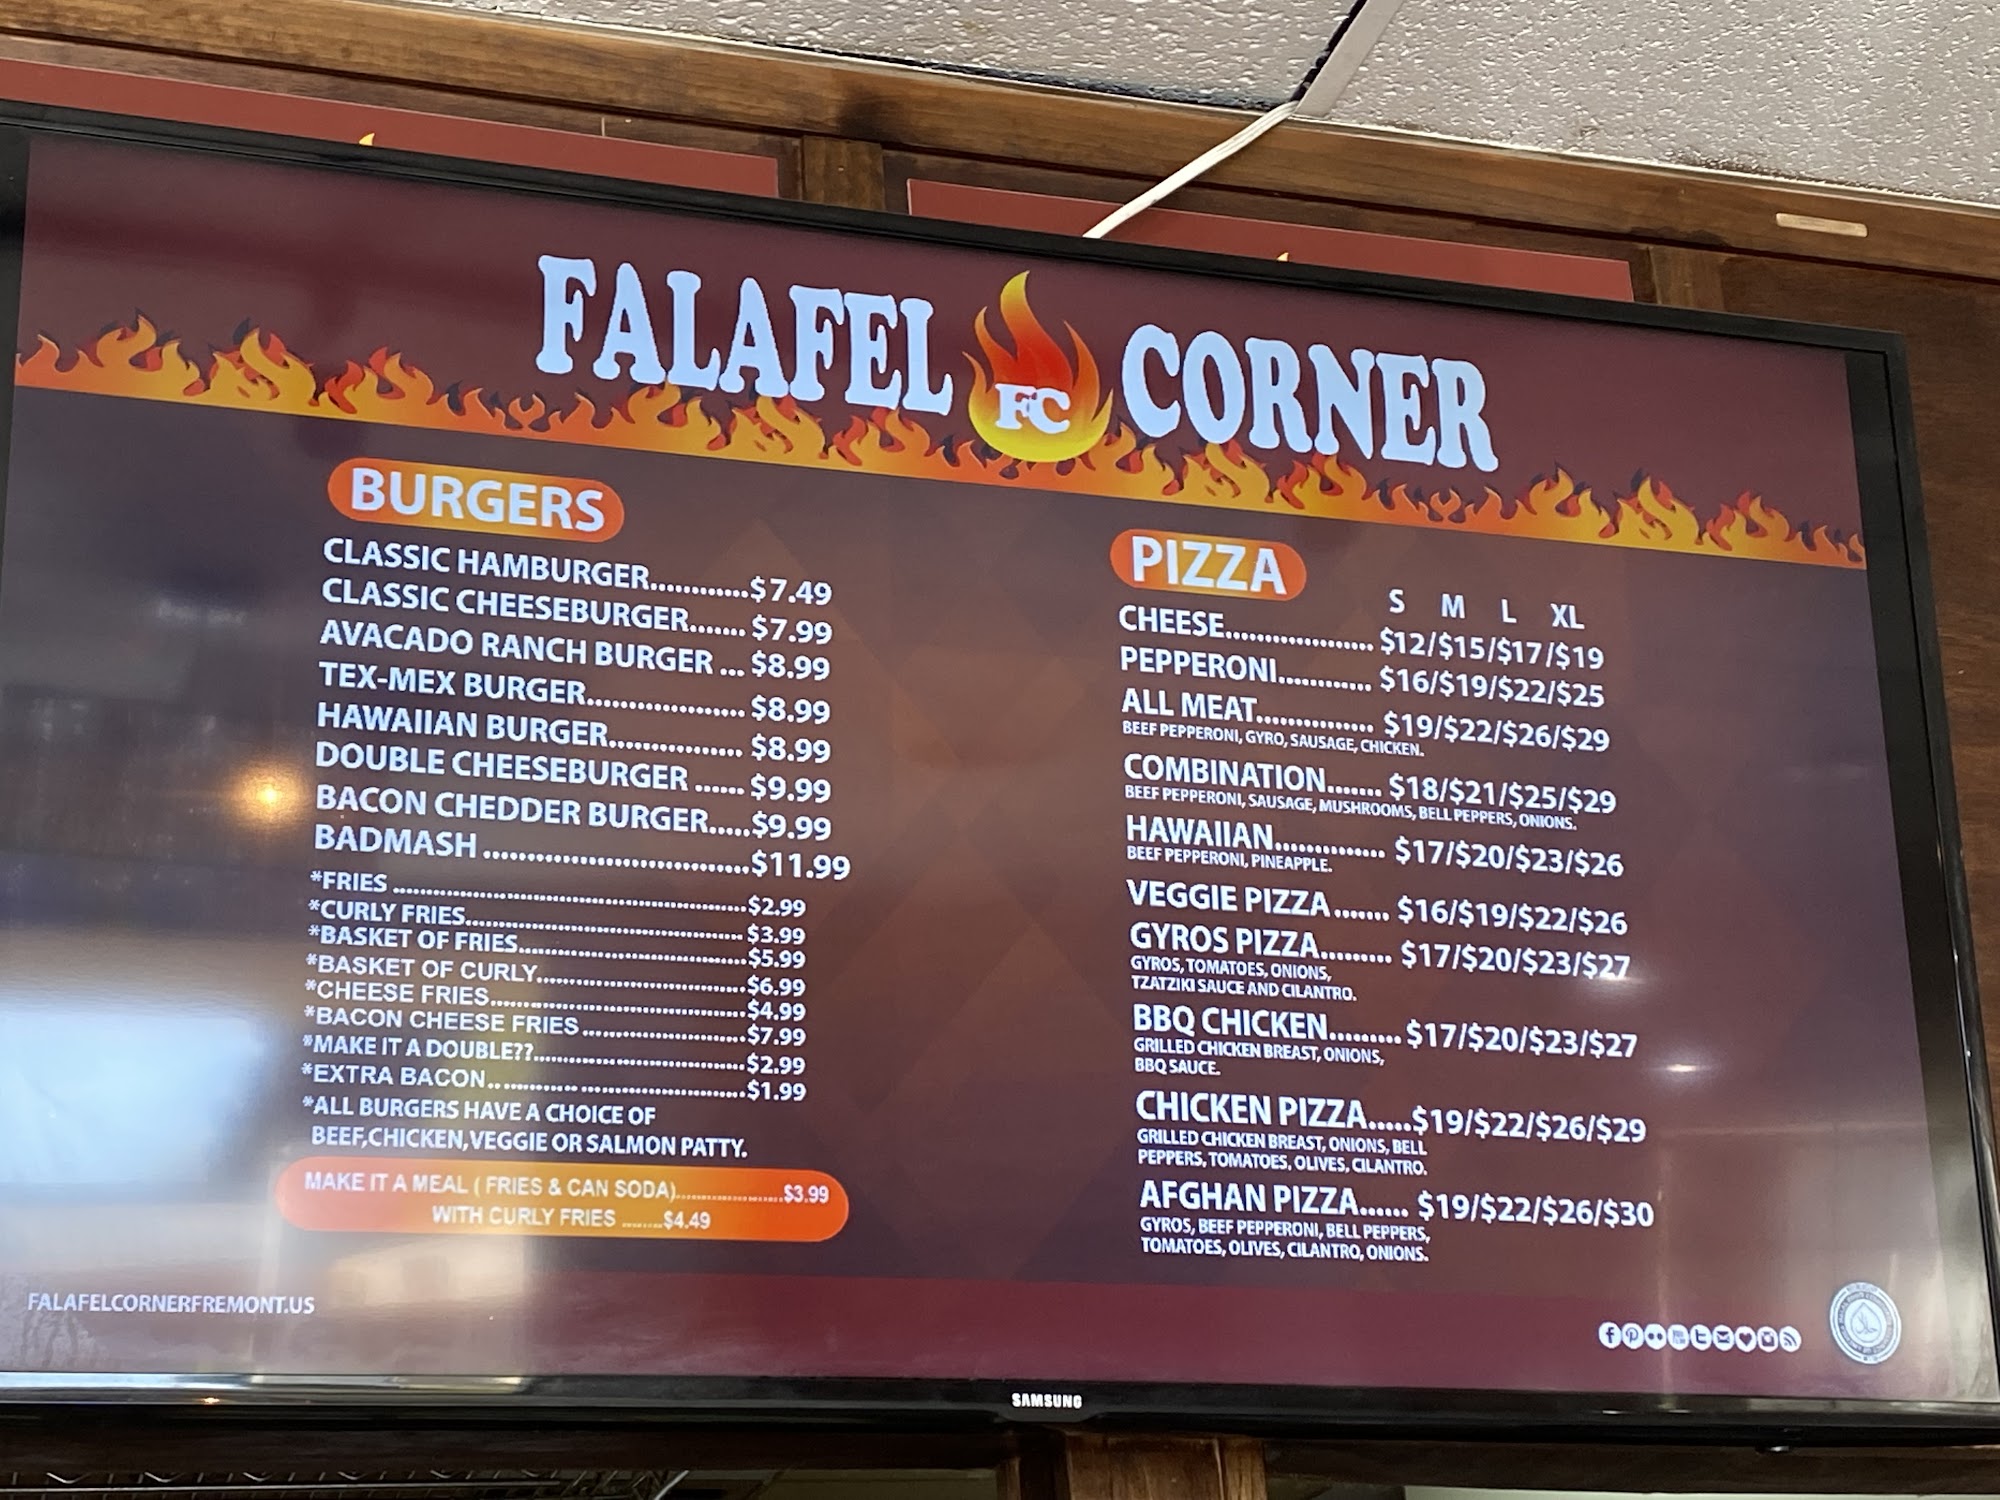 FALAFEL FC CORNER
BURGERS
CLASSIC HAMBURGER............$7.49
CLASSIC CHEESEBURGER.......$7.99
AVACADO RANCH BURGER ...$8.99
TEX-MEX BURGER...................$8.99
HAWAIIAN BURGER................$8.99
DOUBLE CHEESEBURGER ......$9.99
BACON CHEDDER BURGER.....$9.99
BADMASH ...............................$11.99
*FRIES ..................................................$2.99
*CURLY FRIES.......................................$3.99
*BASKET OF FRIES................................$5.99
*BASKET OF CURLY.............................$6.99
*CHEESE FRIES....................................$4.99
*BACON CHEESE FRIES.......................$7.99
*MAKE IT A DOUBLE??..............................$2.99
*EXTRA BACON.....................................$1.99
*ALL BURGERS HAVE A CHOICE OF
BEEF,CHICKEN,VEGGIE OR SALMON PATTY.
MAKE IT A MEAL ( FRIES & CAN SODA).......................$3.99
WITH CURLY FRIES .......$4.49
PIZZA
S M L XL
CHEESE................... $12/$15/$17/$19
PEPPERONI............ $16/$19/$22/$25
ALL MEAT............... $19/$22/$26/$29
BEEF PEPPERONI, GYRO, SAUSAGE, CHICKEN.
COMBINATION....... $18/$21/$25/$29
BEEF PEPPERONI, SAUSAGE, MUSHROOMS, BELL PEPPERS, ONIONS.
HAWAIIAN.............. $17/$20/$23/$26
BEEF PEPPERONI, PINEAPPLE.
VEGGIE PIZZA....... $16/$19/$22/$26
GYROS PIZZA......... $17/$20/$23/$27
GYROS, TOMATOES, ONIONS,
TZATZIKI SAUCE AND CILANTRO.
BBQ CHICKEN......... $17/$20/$23/$27
GRILLED CHICKEN BREAST, ONIONS,
BBQ SAUCE.
CHICKEN PIZZA.....$19/$22/$26/$29
GRILLED CHICKEN BREAST, ONIONS, BELL
PEPPERS, TOMATOES. OLIVES, CILANTRO.
AFGHAN PIZZA...... $19/$22/$26/$30
GYROS, BEEF PEPPERONI, BELL PEPPERS,
TOMATOES, OLIVES, CILANTRO, ONIONS.
FALAFELCORNERFREMONT.US
SAMSUNG